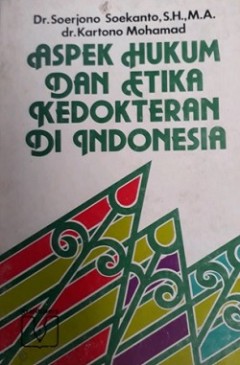 Dr. Soerjono Soekanto, S.H., M.A.
dr. Kartono Mohamad
ASPEK HUKUM
DAN ETIKA
KEDOKTERAN
DI INDONESIA